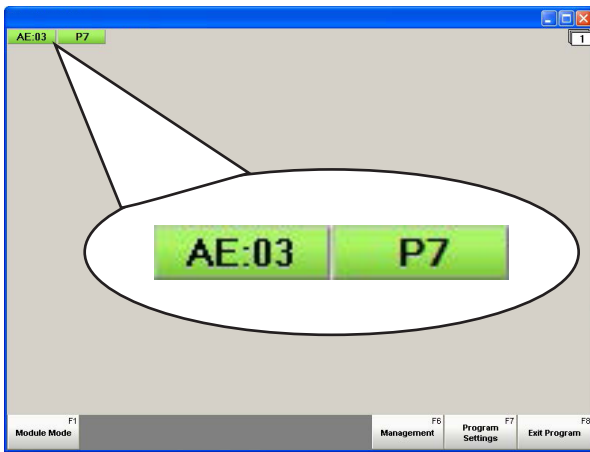 AE:03 P7
1
AE:03 P7
F1
Module Mode
F6
Management
F7
Program
Settings
F8
Exit Program